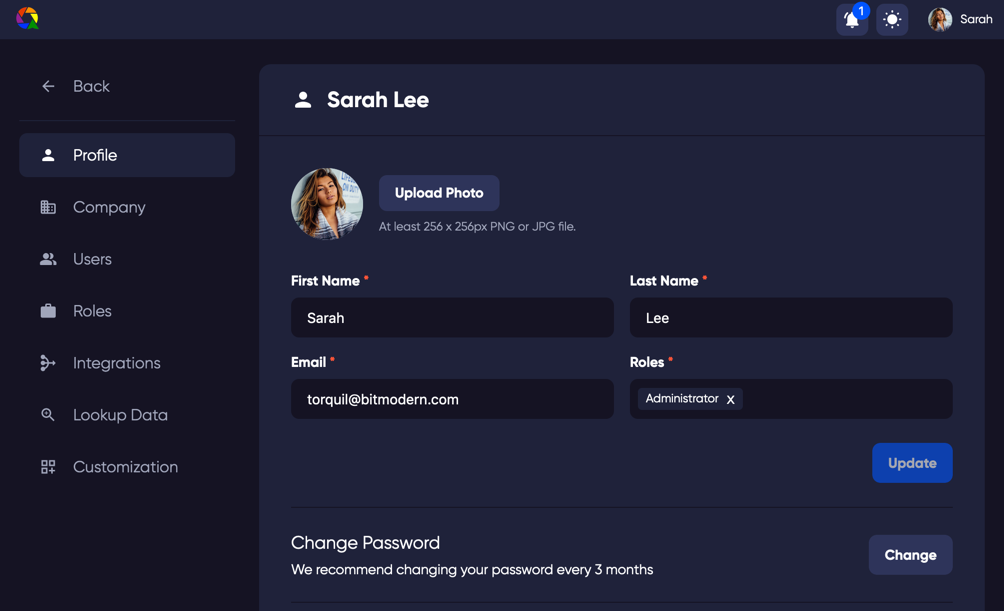 1
Sarah
Back
Profile
Company
Users
Roles
Integrations
Lookup Data
Customization
Sarah Lee
Upload Photo
At least 256 x 256px PNG or JPG file.
First Name *
Last Name *
Sarah
Lee
Email *
Roles *
torquil@bitmodern.com
Administrator x
Update
Change Password
We recommend changing your password every 3 months
Change